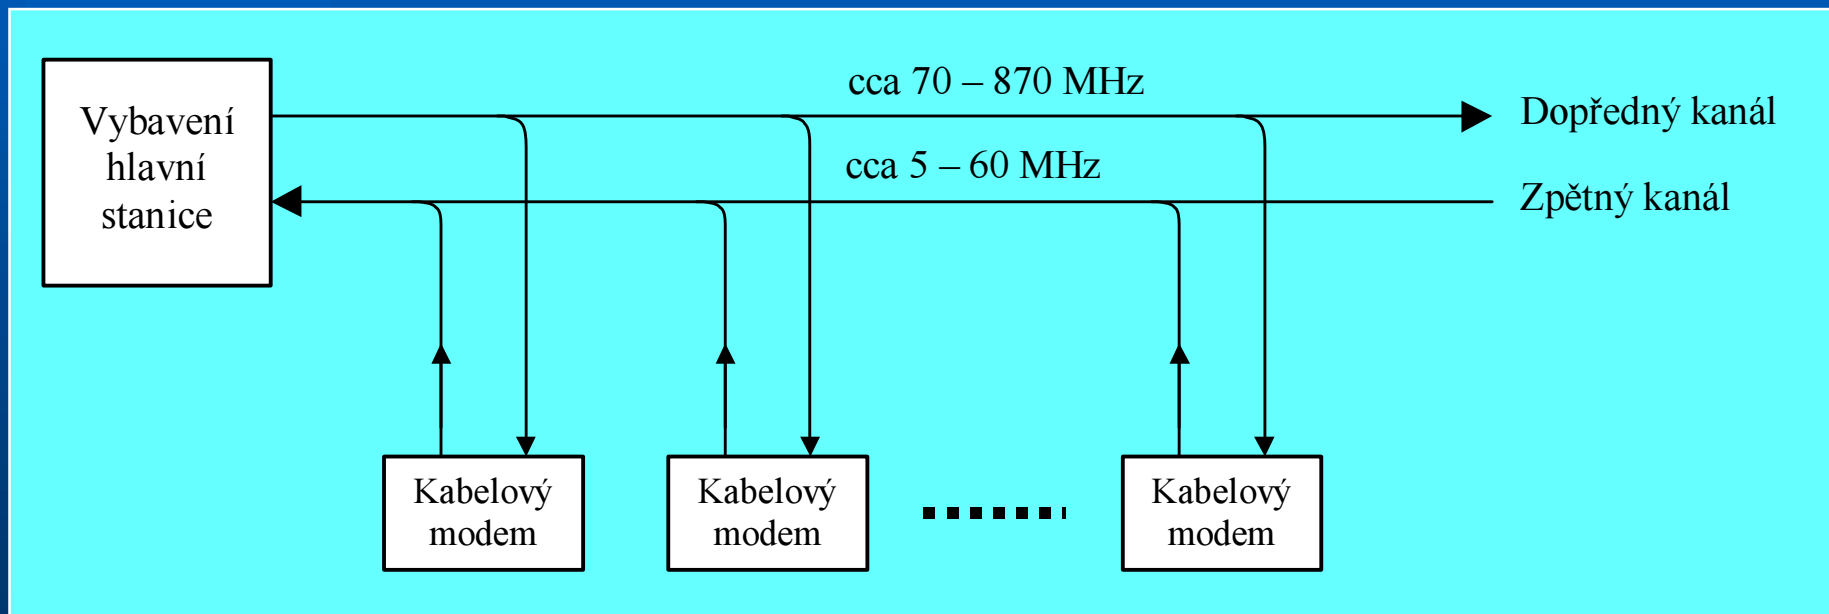 Vybavení
hlavní
stanice
cca 70 – 870 MHz
Dopředný kanál
cca 5 – 60 MHz
Zpětný kanál
Kabelový
modem
Kabelový
modem
Kabelový
modem